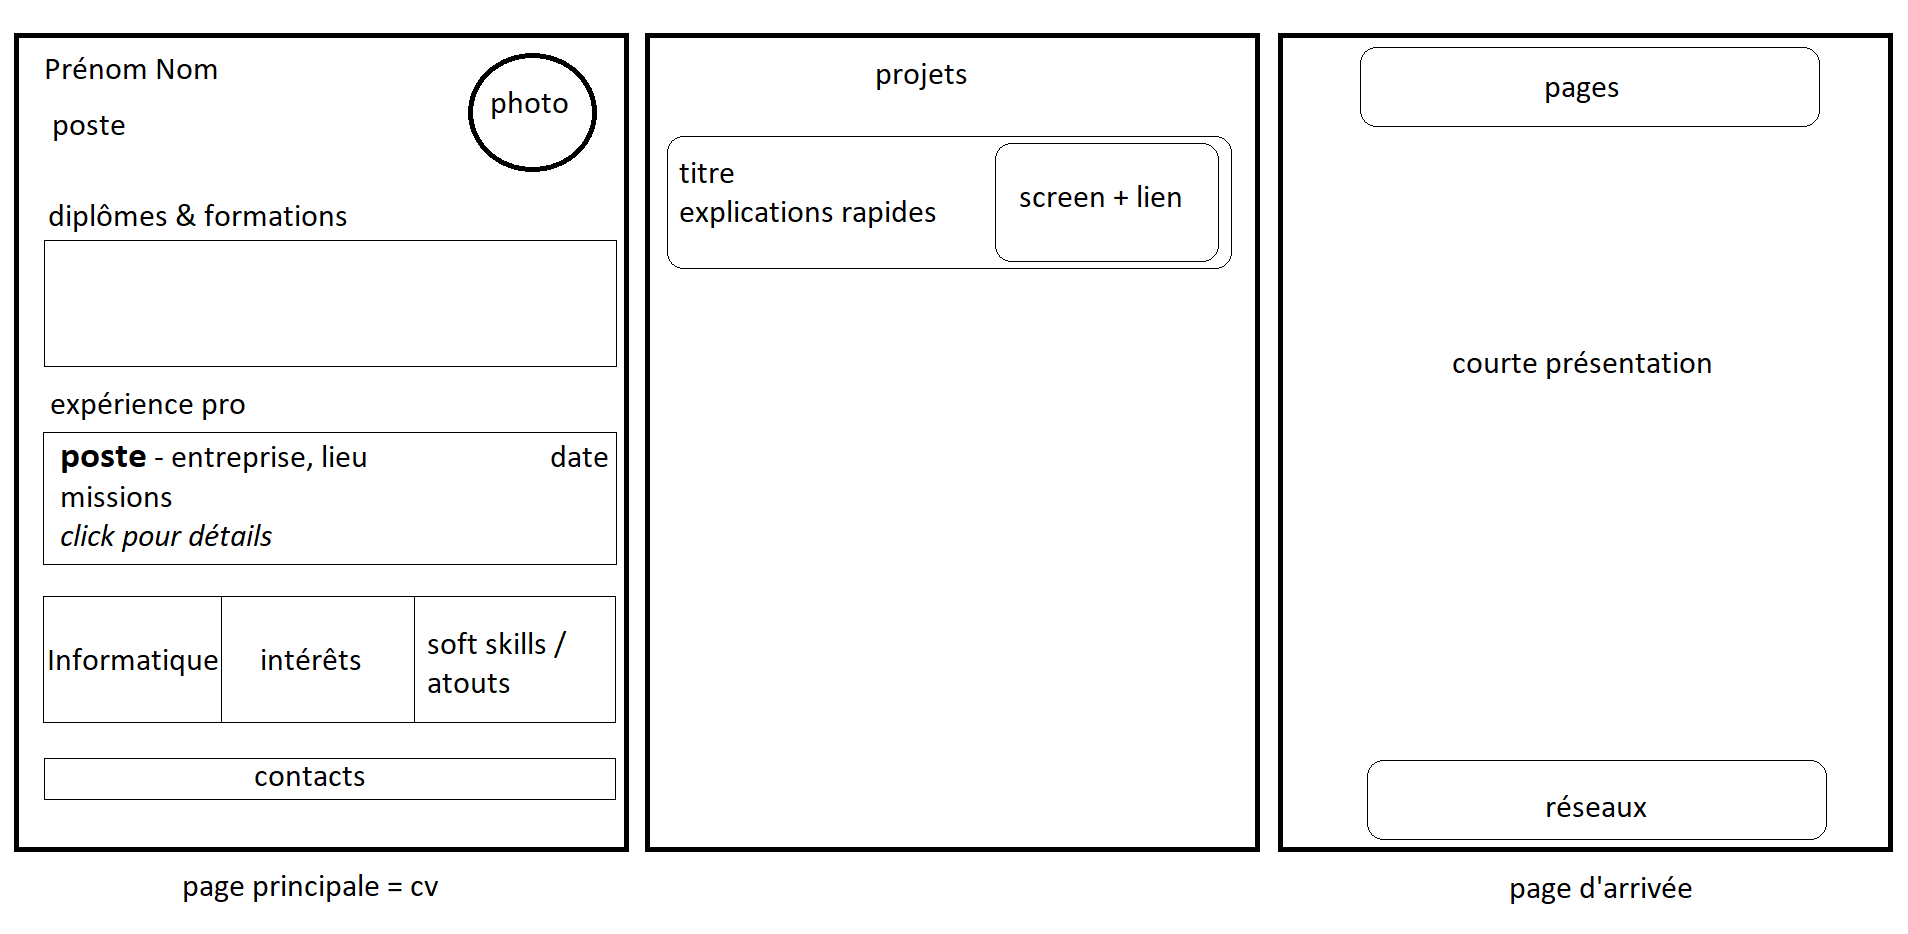 Prénom Nom
poste
photo
diplômes & formations
expérience pro
poste - entreprise, lieu date
missions
click pour détails
Informatique
intérêts
soft skills /
atouts
contacts
page principale = cv
projets
titre
explications rapides
screen + lien
pages
courte présentation
réseaux
page d'arrivée